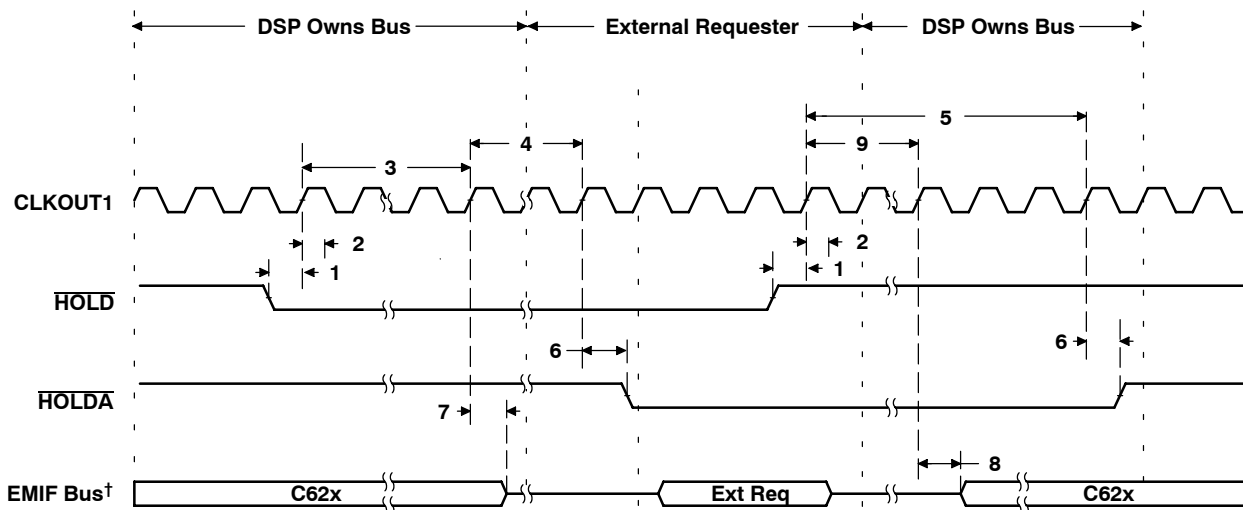 DSP Owns Bus External Requester DSP Owns Bus
5
4 9
3
CLKOUT1
2 2
1 1
HOLD
6 6
HOLDA
7
8
EMIF Bus† C62x Ext Req C62x